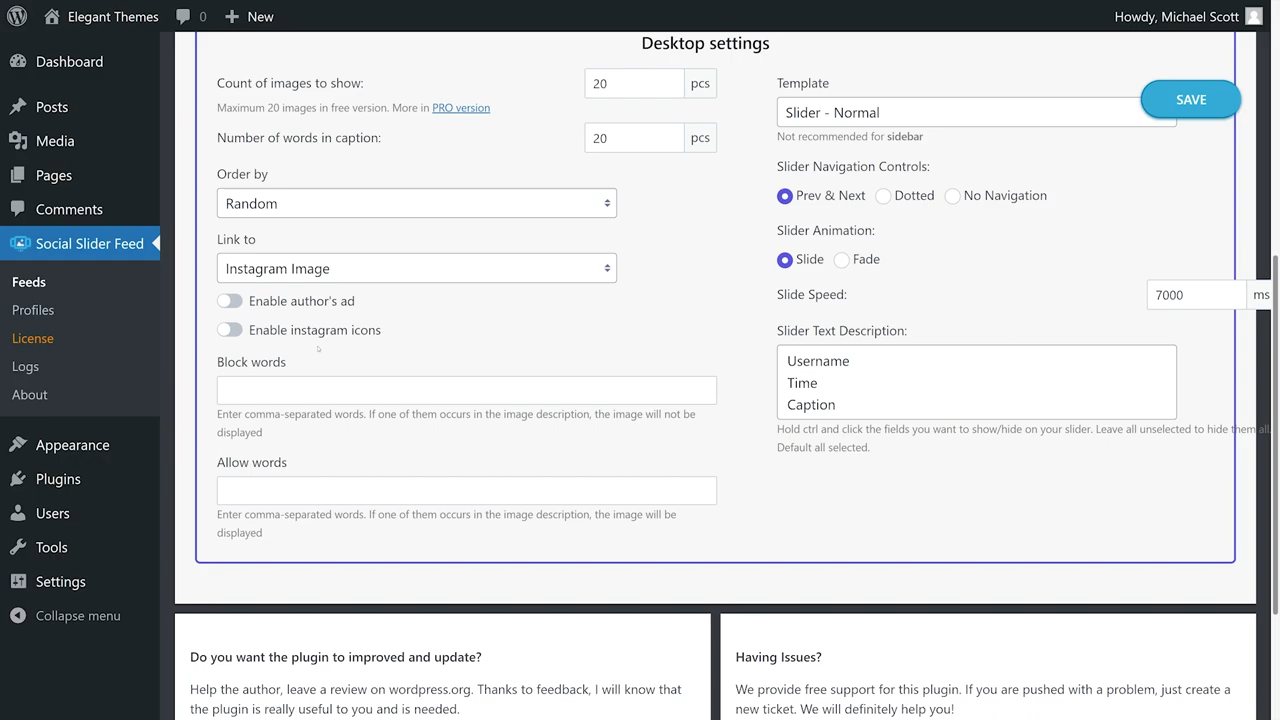 Elegant Themes
0
New
Howdy, Michael Scott
Dashboard
Posts
Media
Pages
Comments
Social Slider Feed
Feeds
Profiles
License
Logs
About
Appearance
Plugins
Users
Tools
Settings
Collapse menu
Desktop settings
Count of images to show:
20
pcs
Maximum 20 images in free version. More in PRO version
Number of words in caption:
20
pcs
Order by
Random
Link to
Instagram Image
Enable author's ad
Enable instagram icons
Block words
Enter comma-separated words. If one of them occurs in the image description, the image will not be
displayed
Allow words
Enter comma-separated words. If one of them occurs in the image description, the image will be
displayed
Template
SAVE
Slider - Normal
Not recommended for sidebar
Slider Navigation Controls:
Prev & Next
Dotted
No Navigation
Slider Animation:
Slide
Fade
Slide Speed:
7000
ms
Slider Text Description:
Username
Time
Caption
Hold ctrl and click the fields you want to show/hide on your slider. Leave all unselected to hide them all.
Default all selected.
Do you want the plugin to improved and update?
Help the author, leave a review on wordpress.org. Thanks to feedback, I will know that
the plugin is really useful to you and is needed.
Having Issues?
We provide free support for this plugin. If you are pushed with a problem, just create a
new ticket. We will definitely help you!